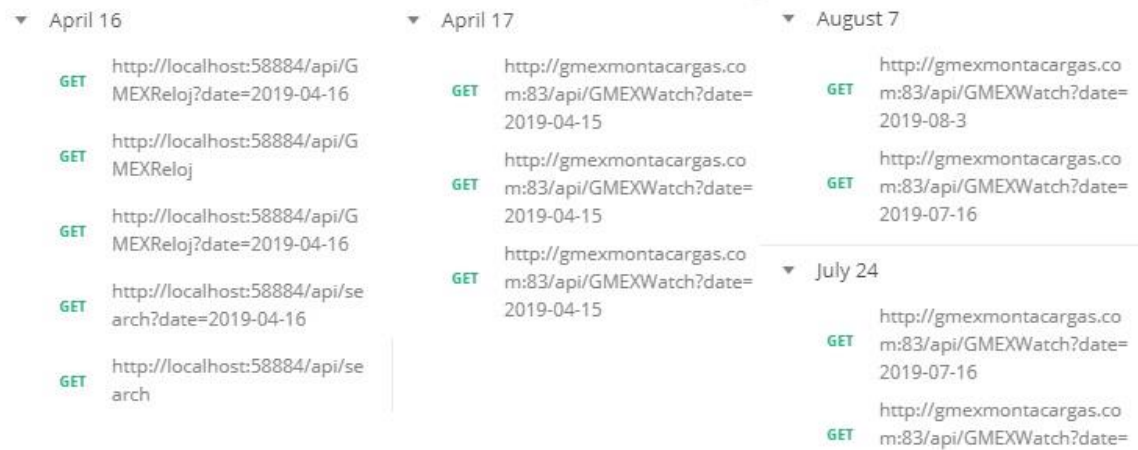 April 16
GET
http://localhost:58884/api/G
MEXReloj?date=2019-04-16
GET
http://localhost:58884/api/G
MEXReloj
GET
http://localhost:58884/api/G
MEXReloj?date=2019-04-16
GET
http://localhost:58884/api/se
arch?date=2019-04-16
GET
http://localhost:58884/api/se
arch
April 17
GET
http://gmexmontacargas.co
m:83/api/GMEXWatch?date=
2019-04-15
GET
http://gmexmontacargas.co
m:83/api/GMEXWatch?date=
2019-04-15
GET
http://gmexmontacargas.co
m:83/api/GMEXWatch?date=
2019-04-15
August 7
GET
http://gmexmontacargas.co
m:83/api/GMEXWatch?date=
2019-08-3
GET
http://gmexmontacargas.co
m:83/api/GMEXWatch?date=
2019-07-16
July 24
GET
http://gmexmontacargas.co
m:83/api/GMEXWatch?date=
2019-07-16
GET
http://gmexmontacargas.co
m:83/api/GMEXWatch?date=